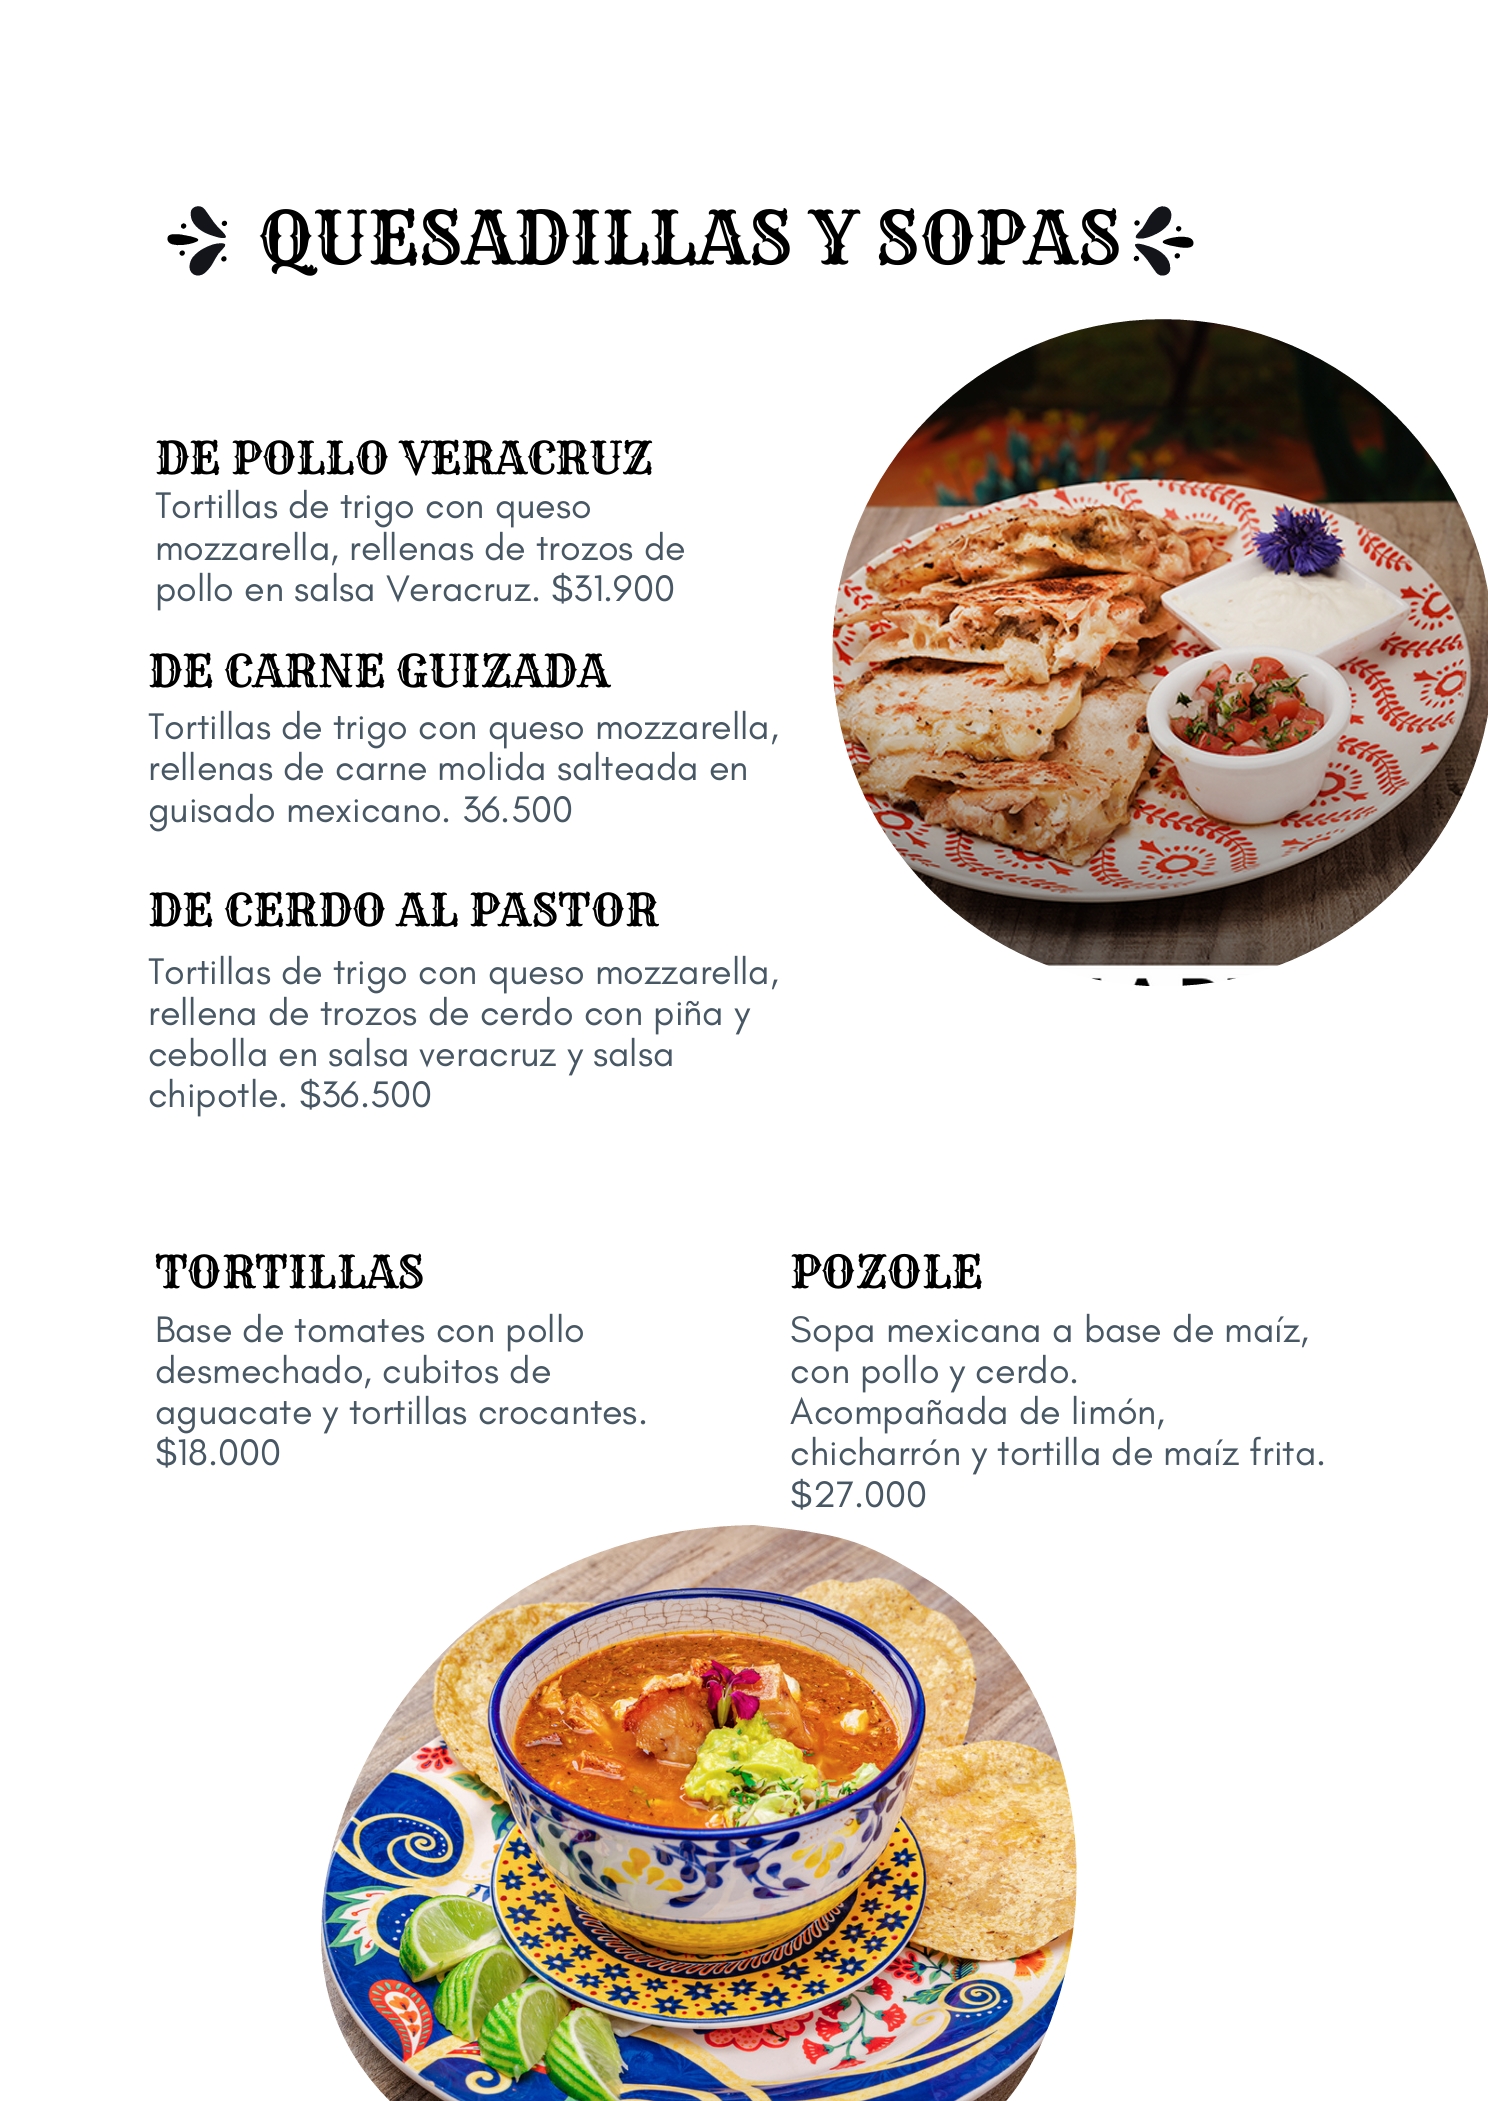 QUESADILLAS Y SOPAS
DE POLLO VERACRUZ
Tortillas de trigo con queso
mozzarella, rellenas de trozos de
pollo en salsa Veracruz. $31.900
DE CARNE GUIZADA
Tortillas de trigo con queso mozzarella,
rellenas de carne molida salteada en
guisado mexicano. 36.500
DE CERDO AL PASTOR
Tortillas de trigo con queso mozzarella,
rellena de trozos de cerdo con piña y
cebolla en salsa veracruz y salsa
chipotle. $36.500
TORTILLAS
Base de tomates con pollo
desmechado, cubitos de
aguacate y tortillas crocantes.
$18.000
POZOLE
Sopa mexicana a base de maíz,
con pollo y cerdo.
Acompañada de limón,
chicharrón y tortilla de maíz frita.
$27.000